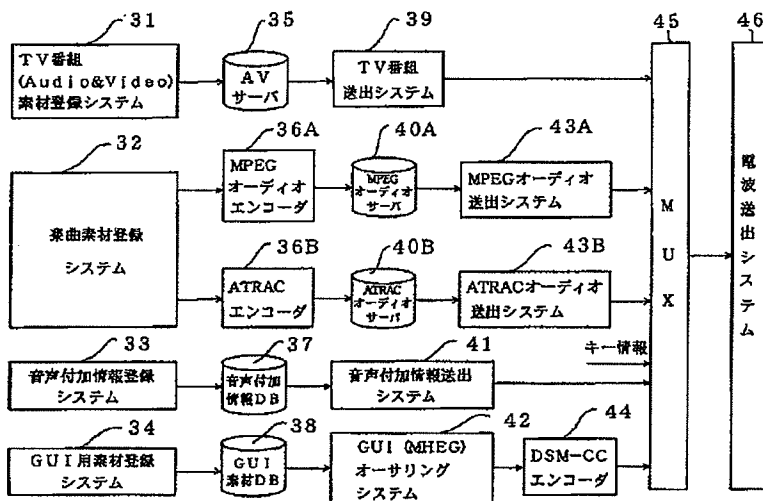 31
TV番組
(Audio&Video)
素材登録システム
35
AV
サーバ
39
TV番組
送出システム
45
MUX
46
電波送出システム
32
楽曲素材登録
システム
36A
MPEG
オーディオ
エンコーダ
40A
MPEG
オーディオ
サーバ
43A
MPEGオーディオ
送出システム
36B
ATRAC
エンコーダ
40B
ATRAC
オーディオ
サーバ
43B
ATRACオーディオ
送出システム
キー情報
33
音声付加情報登録
システム
37
音声付加
情報DB
41
音声付加情報送出
システム
34
GUI用素材登録
システム
38
GUI
素材DB
42
GUI(MHEG)
オーサリング
システム
44
DSM-CC
エンコーダ